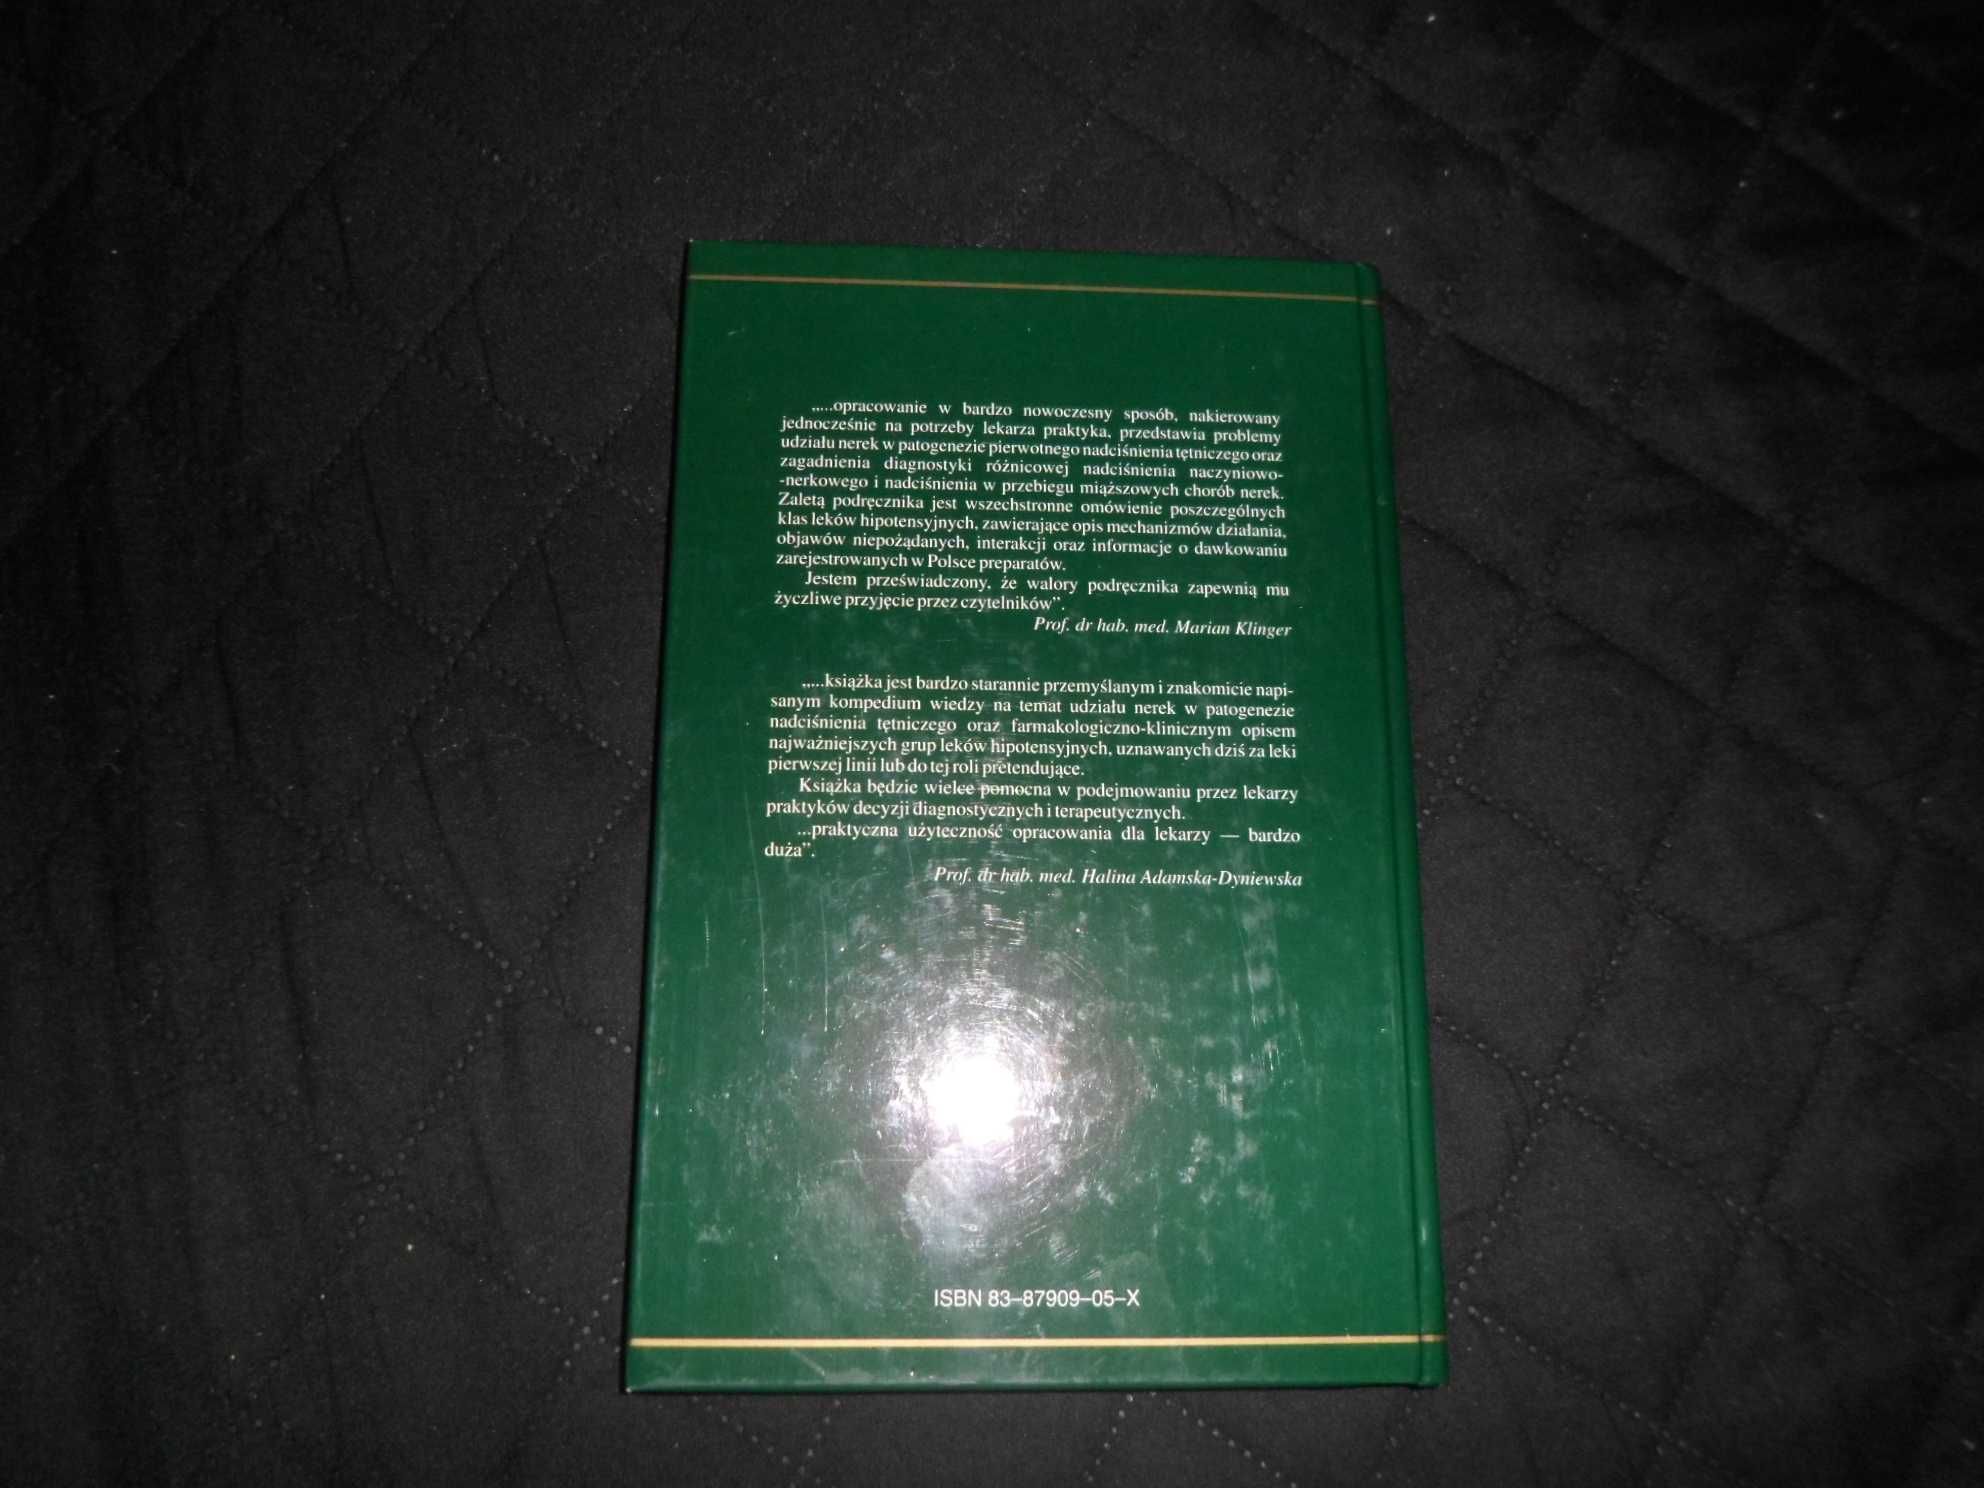 „....opracowanie w bardzo nowoczesny sposób, nakierowany
jednocześnie na potrzeby lekarza praktyka, przedstawia problemy
udziału nerek w patogenezie pierwotnego nadciśnienia tętniczego oraz
zagadnienia diagnostyki różnicowej nadciśnienia naczyniowo-
-nerkowego i nadciśnienia w przebiegu miąższowych chorób nerek.
Zaletą podręcznika jest wszechstronne omówienie poszczególnych
klas leków hipotensyjnych, zawierające opis mechanizmów działania,
objawów niepożądanych, interakcji oraz informacje o dawkowaniu
zarejestrowanych w Polsce preparatów.
Jestem przeświadczony, że walory podręcznika zapewnią mu
życzliwe przyjęcie przez czytelników”.
Prof. dr hab. med. Marian Klinger
„....książka jest bardzo starannie przemyślanym i znakomicie napi-
sanym kompedium wiedzy na temat udziału nerek w patogenezie
nadciśnienia tętniczego oraz farmakologiczno-klinicznym opisem
najważniejszych grup leków hipotensyjnych, uznawanych dziś za leki
pierwszej linii lub do tej roli pretendujące.
Książka będzie wielce pomocna w podejmowaniu przez lekarzy
praktyków decyzji diagnostycznych i terapeutycznych.
...praktyczna użyteczność opracowania dla lekarzy — bardzo
duża”.
Prof. dr hab. med. Halina Adamska-Dyniewska
ISBN 83–87909–05–X